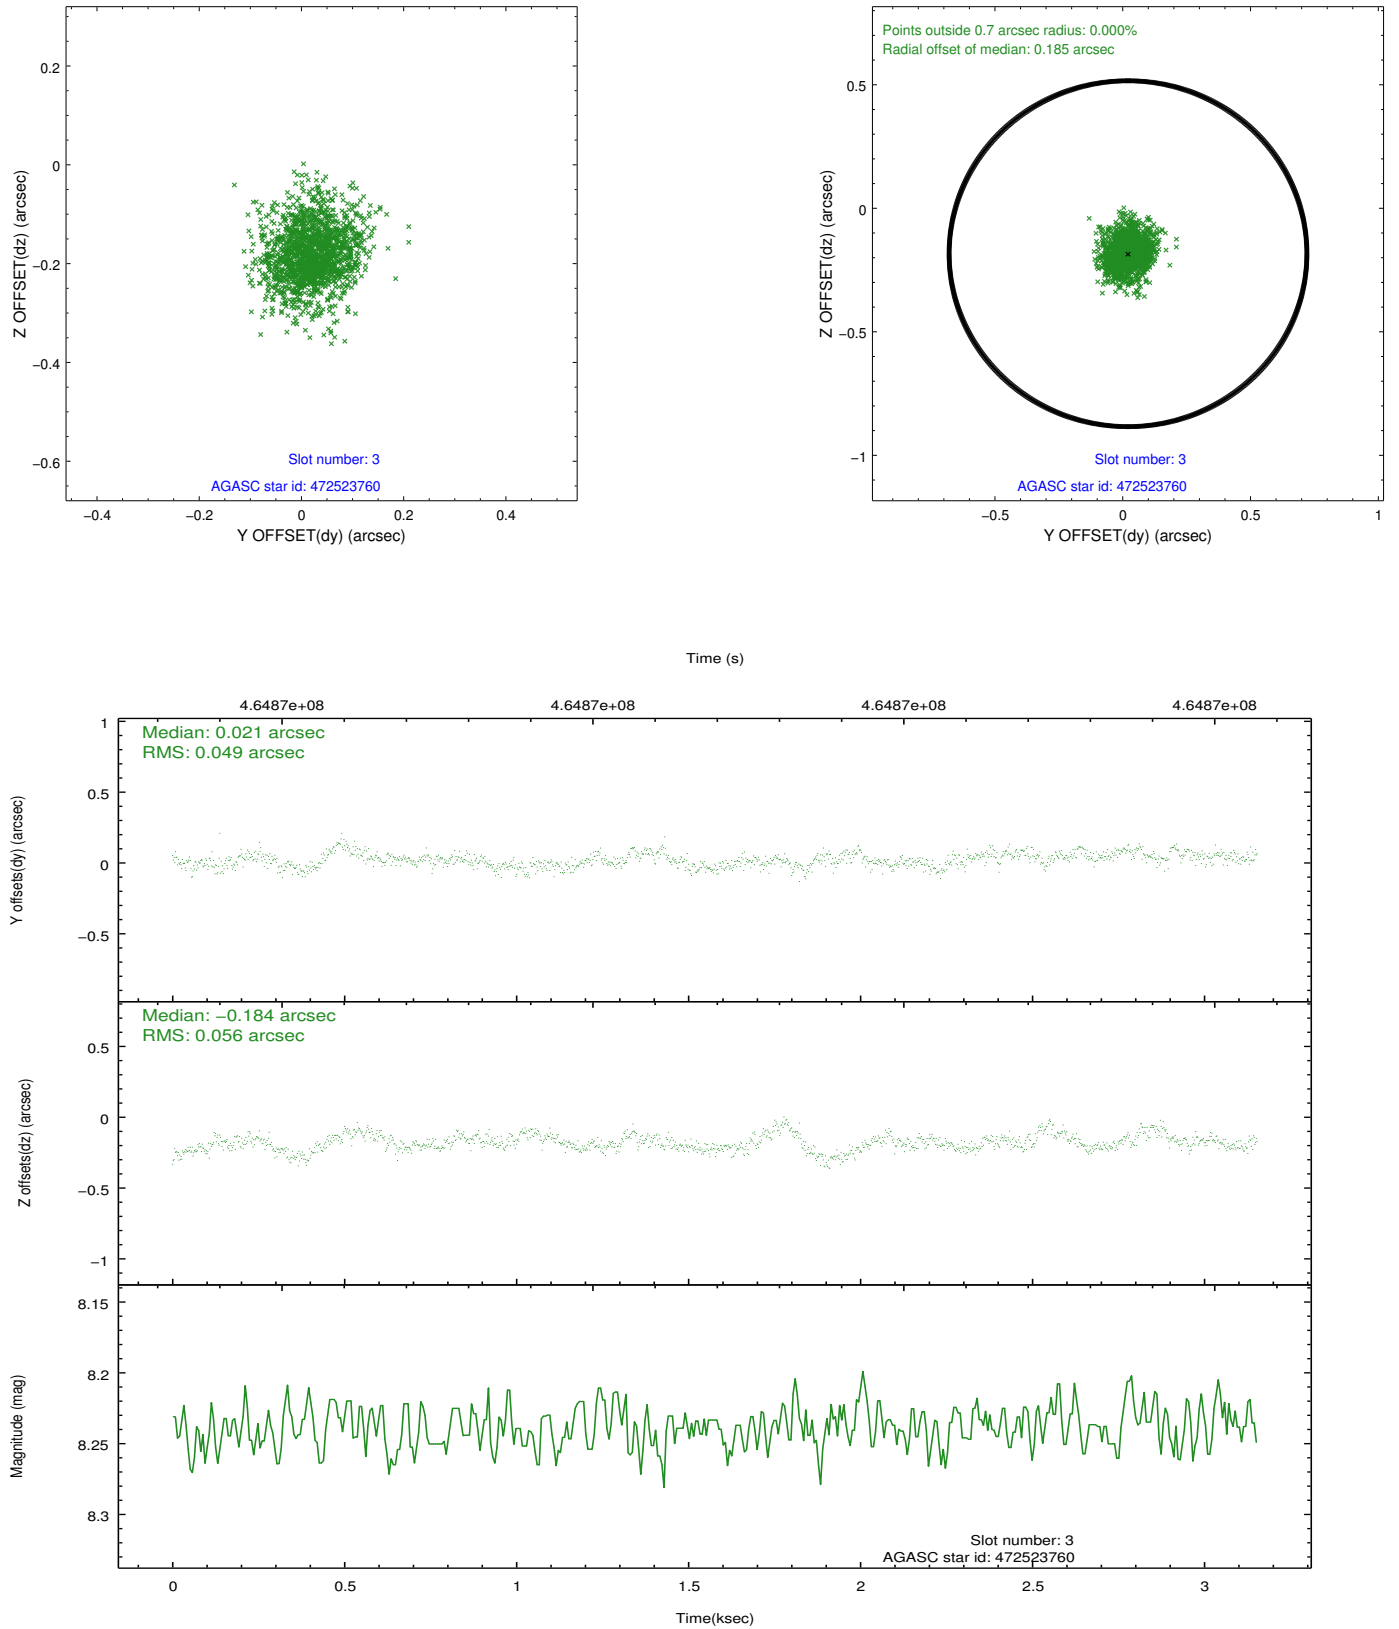 0.2
0
−0.2
−0.4
−0.6
Z OFFSET(dz) (arcsec)
Slot number: 3
AGASC star id: 472523760
−0.4
−0.2
0
0.2
0.4
Y OFFSET(dy) (arcsec)
Points outside 0.7 arcsec radius: 0.000%
Radial offset of median: 0.185 arcsec
0.5
0
−0.5
−1
Z OFFSET(dz) (arcsec)
Slot number: 3
AGASC star id: 472523760
−0.5
0
0.5
1
Y OFFSET(dy) (arcsec)
Time (s)
4.6487e+08
4.6487e+08
4.6487e+08
4.6487e+08
Median: 0.021 arcsec
RMS: 0.049 arcsec
1
0.5
0
−0.5
Y offsets(dy) (arcsec)
Median: −0.184 arcsec
RMS: 0.056 arcsec
0.5
0
−0.5
−1
Z offsets(dz) (arcsec)
8.15
8.2
8.25
8.3
Magnitude (mag)
Slot number: 3
AGASC star id: 472523760
0
0.5
1
1.5
2
2.5
3
Time(ksec)